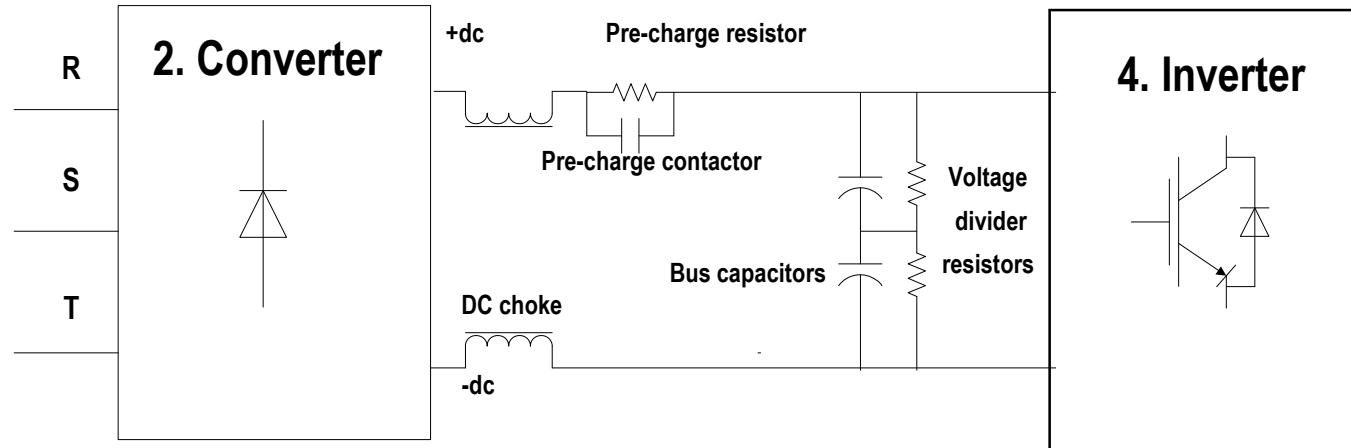 2. Converter
R
S
T
+dc
Pre-charge resistor
Pre-charge contactor
Voltage
divider
resistors
Bus capacitors
DC choke
-dc
4. Inverter